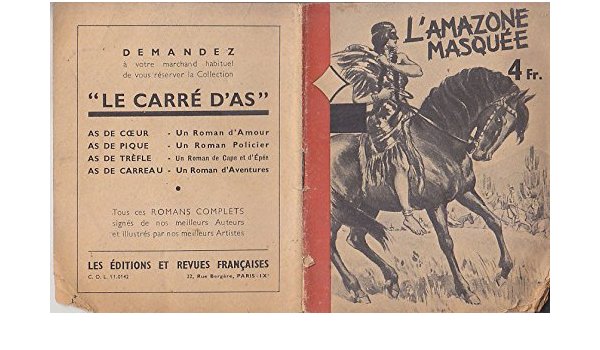 DEMANDEZ
à votre marchand habituel
de vous réserver la Collection
"LE CARRÉ D'AS"
AS DE CŒUR - Un Roman d'Amour
AS DE PIQUE - Un Roman Policier
AS DE TRÈFLE - Un Roman de Cape et d'Épée
AS DE CARREAU - Un Roman d'Aventures
Tous ces ROMANS COMPLETS
signés de nos meilleurs Auteurs
et illustrés par nos meilleurs Artistes
LES ÉDITIONS ET REVUES FRANÇAISES
C.O.L. 11.0142 22, Rue Bergère, PARIS-IXe
L'AMAZONE
MASQUÉE
4 Fr.